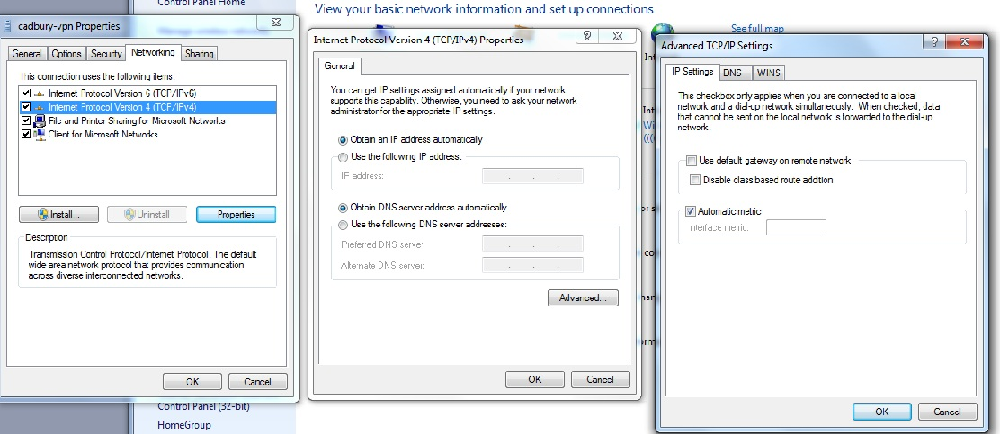 Control Panel Home
View your basic network information and set up connections
See full map
cadbury-vpn Properties
General
Options
Security
Networking
Sharing
This connection uses the following items:
Internet Protocol Version 6 (TCP/IPv6)
Internet Protocol Version 4 (TCP/IPv4)
File and Printer Sharing for Microsoft Networks
Client for Microsoft Networks
Install...
Uninstall
Properties
Description
Transmission Control Protocol/Internet Protocol. The default
wide area network protocol that provides communication
across diverse interconnected networks.
OK
Cancel
Control Panel (32-bit)
HomeGroup
Internet Protocol Version 4 (TCP/IPv4) Properties
General
You can get IP settings assigned automatically if your network
supports this capability. Otherwise, you need to ask your network
administrator for the appropriate IP settings.
Obtain an IP address automatically
Use the following IP address:
IP address:
Obtain DNS server address automatically
Use the following DNS server addresses:
Preferred DNS server:
Alternate DNS server:
Advanced...
OK
Cancel
Advanced TCP/IP Settings
IP Settings
DNS
WINS
The checkbox only applies when you are connected to a local
network and a dial-up network simultaneously. When checked, data
that cannot be sent on the local network is forwarded to the dial-up
network.
Use default gateway on remote network
Disable class based route addition
Automatic metric
Interface metric:
OK
Cancel